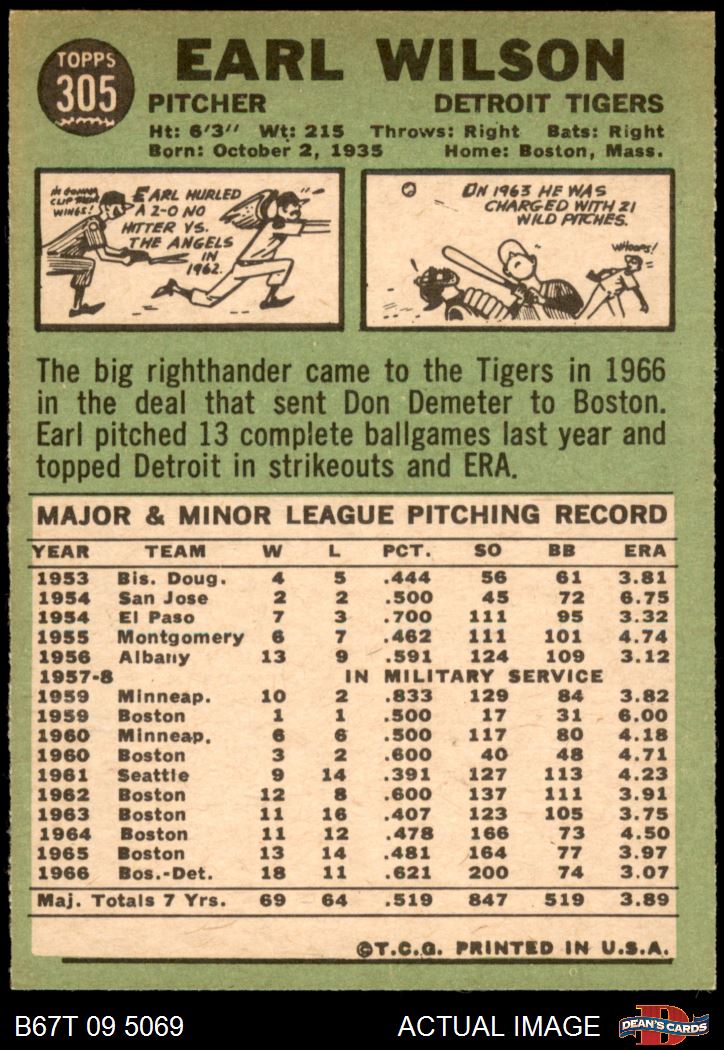 TOPPS
305
EARL WILSON
PITCHER DETROIT TIGERS
Ht: 6'3" Wt: 215 Throws: Right Bats: Right
Born: October 2, 1935 Home: Boston, Mass.
I'M GONNA
CLIP THEM
WINGS!
EARL HURLED
A 2-0 NO
HITTER VS.
THE ANGELS
IN
1962.
ON 1963 HE WAS
CHARGED WITH 21
WILD PITCHES.
WHOOPS!
The big righthander came to the Tigers in 1966
in the deal that sent Don Demeter to Boston.
Earl pitched 13 complete ballgames last year and
topped Detroit in strikeouts and ERA.
MAJOR & MINOR LEAGUE PITCHING RECORD
YEAR TEAM W L PCT. SO BB ERA
1953 Bis. Doug. 4 5 .444 56 61 3.81
1954 San Jose 2 2 .500 45 72 6.75
1954 El Paso 7 3 .700 111 95 3.32
1955 Montgomery 6 7 .462 111 101 4.74
1956 Albany 13 9 .591 124 109 3.12
1957-8 IN MILITARY SERVICE
1959 Minneap. 10 2 .833 129 84 3.82
1959 Boston 1 1 .500 17 31 6.00
1960 Minneap. 6 6 .500 117 80 4.18
1960 Boston 3 2 .600 40 48 4.71
1961 Seattle 9 14 .391 127 113 4.23
1962 Boston 12 8 .600 137 111 3.91
1963 Boston 11 16 .407 123 105 3.75
1964 Boston 11 12 .478 166 73 4.50
1965 Boston 13 14 .481 164 77 3.97
1966 Bos.-Det. 18 11 .621 200 74 3.07
Maj. Totals 7 Yrs. 69 64 .519 847 519 3.89
©T.C.G. PRINTED IN U.S.A.
B67T 09 5069 ACTUAL IMAGE
D
DEAN'S CARDS